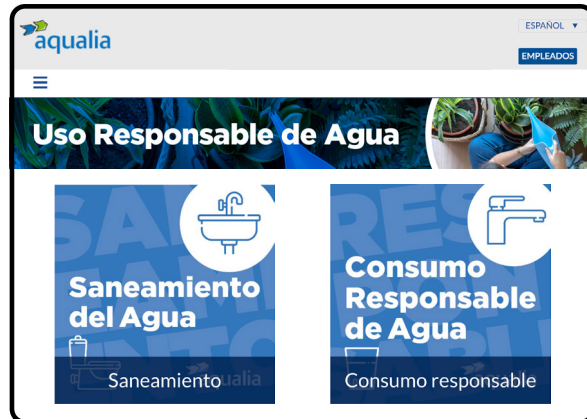 aqualia
ESPAÑOL
EMPLEADOS
Uso Responsable de Agua
Saneamiento
del Agua
Saneamiento
Consumo
Responsable
de Agua
Consumo responsable